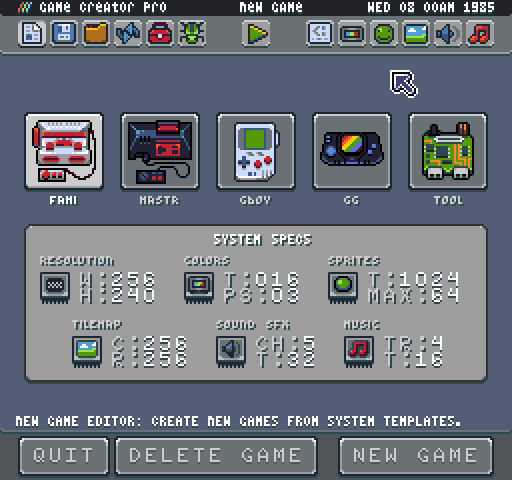 GAME CREATOR PRO NEW GAME WED 08 00AM 1985
FAMI MASTR GBOY GG TOOL
SYSTEM SPECS
RESOLUTION COLORS SPRITES
W:256 T:016 T:1024
H:240 PS:03 MAX:64
TILEMAP SOUND SFX MUSIC
C:256 CH:5 TR:4
R:256 T:32 T:16
NEW GAME EDITOR: CREATE NEW GAMES FROM SYSTEM TEMPLATES.
QUIT DELETE GAME NEW GAME